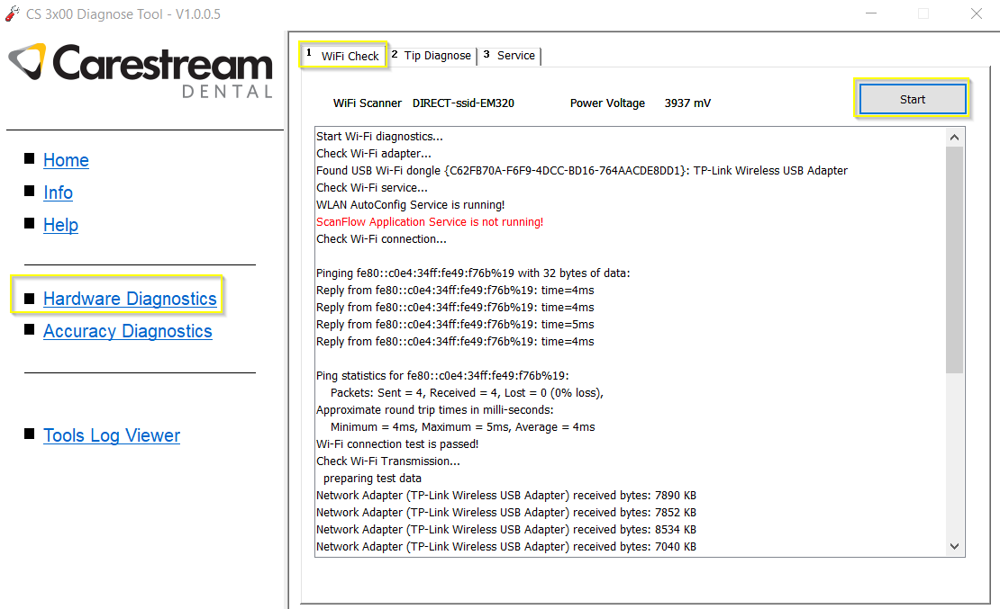 CS 3x00 Diagnose Tool - V1.0.0.5
Carestream
DENTAL
Home
Info
Help
Hardware Diagnostics
Accuracy Diagnostics
Tools Log Viewer
1 WiFi Check
2 Tip Diagnose
3 Service
WiFi Scanner DIRECT-ssid-EM320 Power Voltage 3937 mV
Start
Start Wi-Fi diagnostics...
Check Wi-Fi adapter...
Found USB Wi-Fi dongle {C62FB70A-F6F9-4DCC-BD16-764AACDE8DD1}: TP-Link Wireless USB Adapter
Check Wi-Fi service...
WLAN AutoConfig Service is running!
ScanFlow Application Service is not running!
Check Wi-Fi connection...
Pinging fe80::c0e4:34ff:fe49:f76b%19 with 32 bytes of data:
Reply from fe80::c0e4:34ff:fe49:f76b%19: time=4ms
Reply from fe80::c0e4:34ff:fe49:f76b%19: time=4ms
Reply from fe80::c0e4:34ff:fe49:f76b%19: time=5ms
Reply from fe80::c0e4:34ff:fe49:f76b%19: time=4ms
Ping statistics for fe80::c0e4:34ff:fe49:f76b%19:
Packets: Sent = 4, Received = 4, Lost = 0 (0% loss),
Approximate round trip times in milli-seconds:
Minimum = 4ms, Maximum = 5ms, Average = 4ms
Wi-Fi connection test is passed!
Check Wi-Fi Transmission...
preparing test data
Network Adapter (TP-Link Wireless USB Adapter) received bytes: 7890 KB
Network Adapter (TP-Link Wireless USB Adapter) received bytes: 7852 KB
Network Adapter (TP-Link Wireless USB Adapter) received bytes: 8534 KB
Network Adapter (TP-Link Wireless USB Adapter) received bytes: 7040 KB